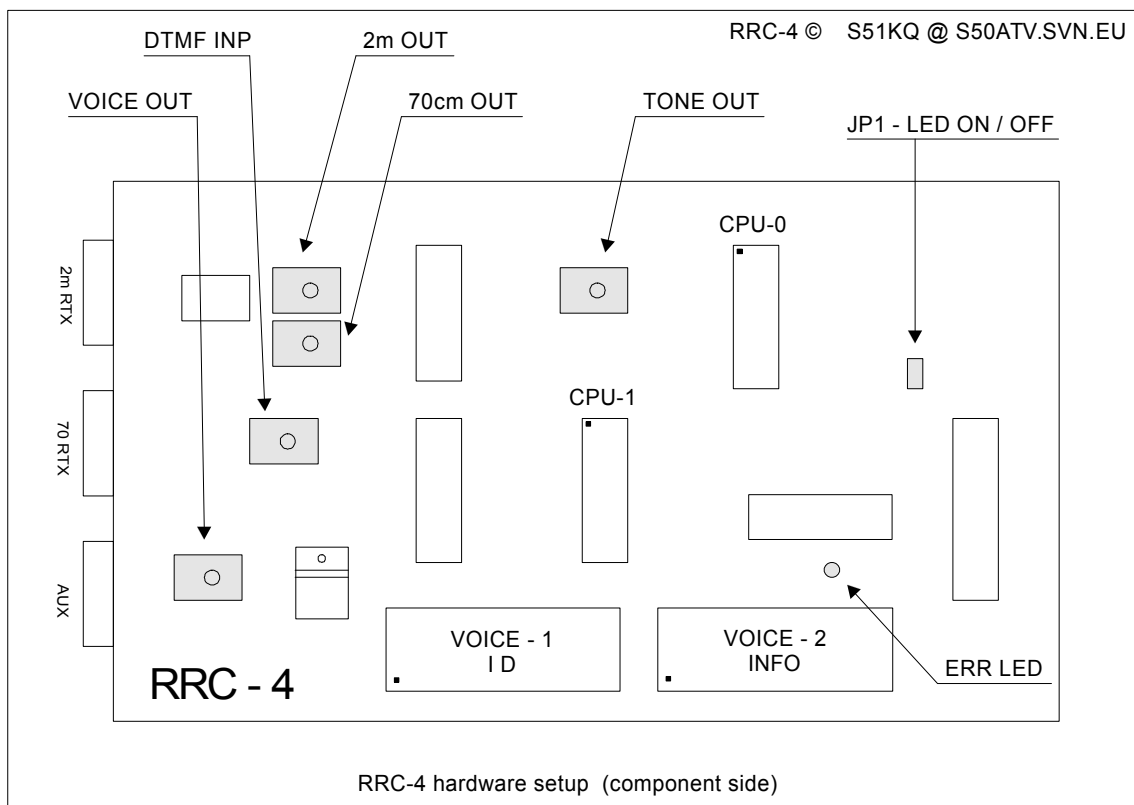 RRC-4 © S51KQ @ S50ATV.SVN.EU
DTMF INP
2m OUT
VOICE OUT
70cm OUT
TONE OUT
JP1 - LED ON / OFF
CPU-0
2m RTX
CPU-1
70 RTX
AUX
VOICE - 1
I D
VOICE - 2
INFO
ERR LED
RRC - 4
RRC-4 hardware setup (component side)